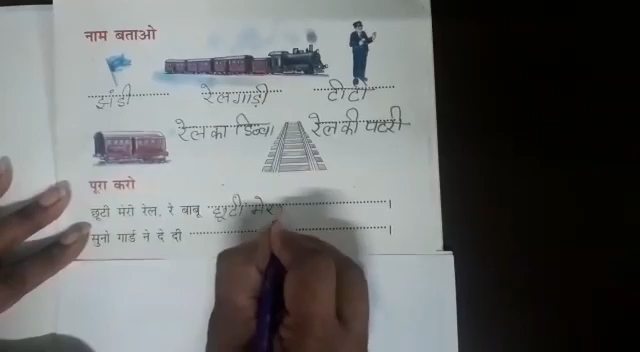 नाम बताओ
झंडी रेलगाड़ी टीटी
रेल का डिब्बा रेल की पटरी
पूरा करो
छूटी मेरी रेल, रे बाबू छूटी मेर
सुनो गार्ड ने दे दी